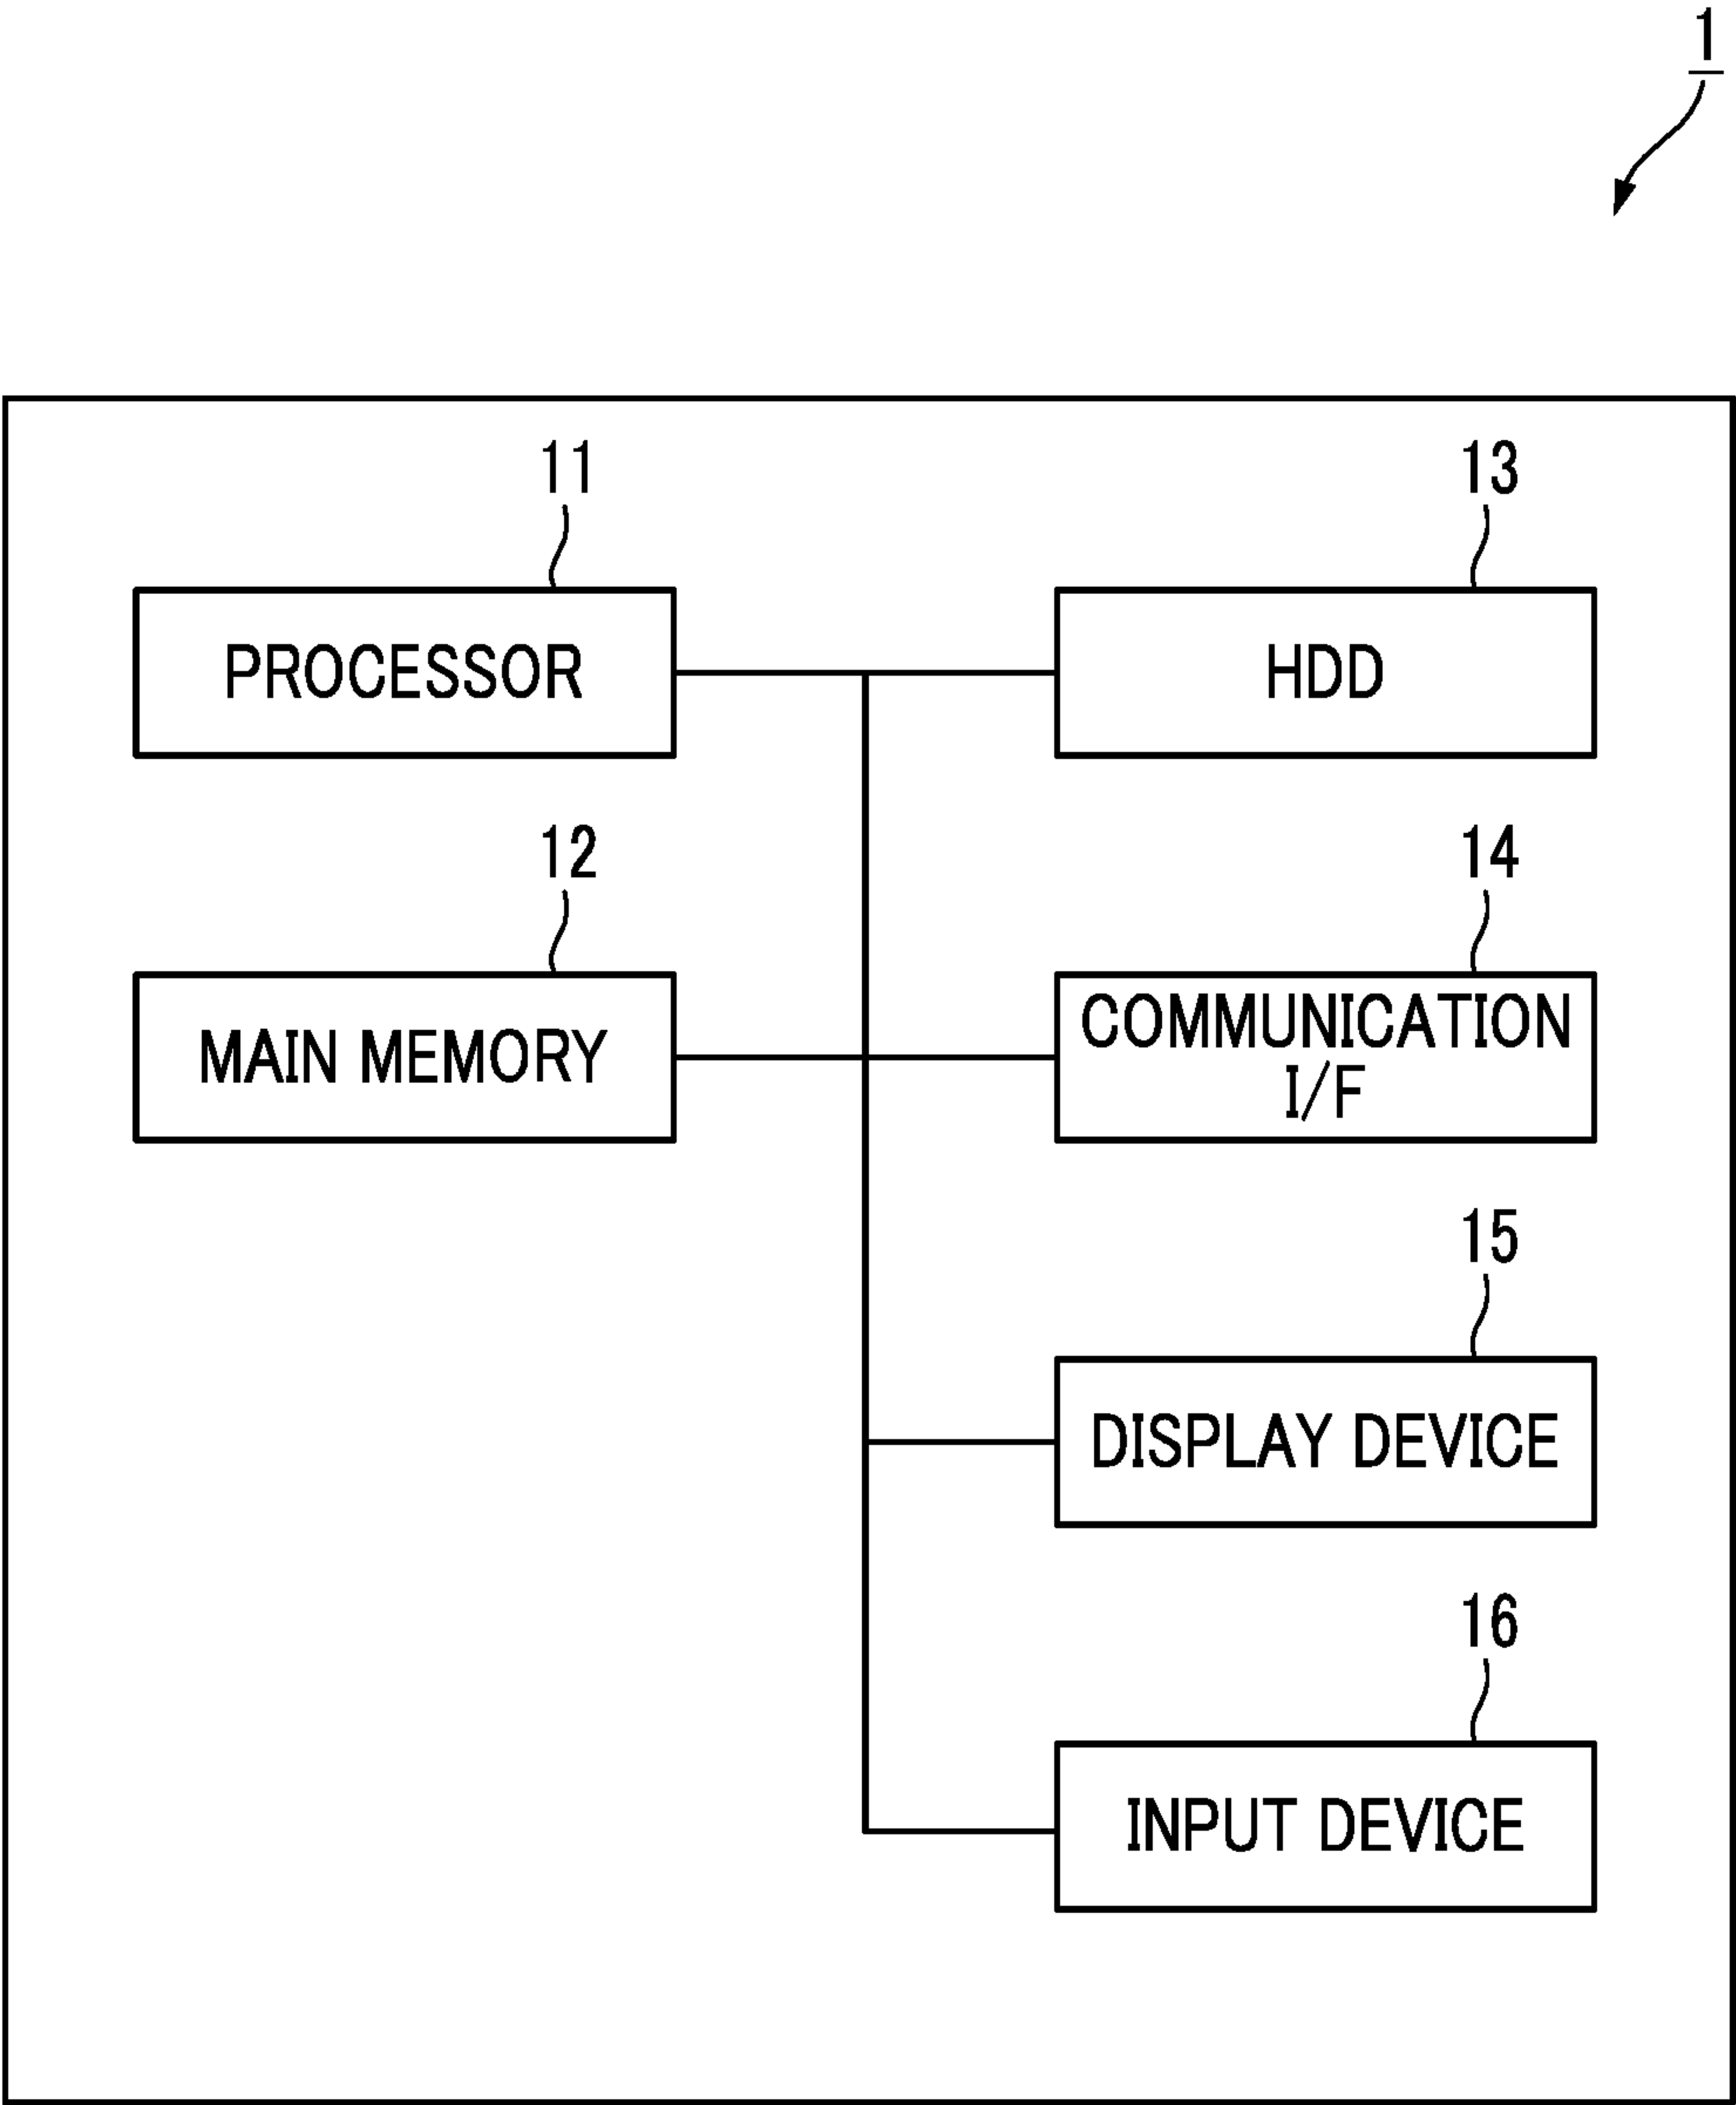 1
11
13
PROCESSOR
HDD
12
14
MAIN MEMORY
COMMUNICATION
I/F
15
DISPLAY DEVICE
16
INPUT DEVICE